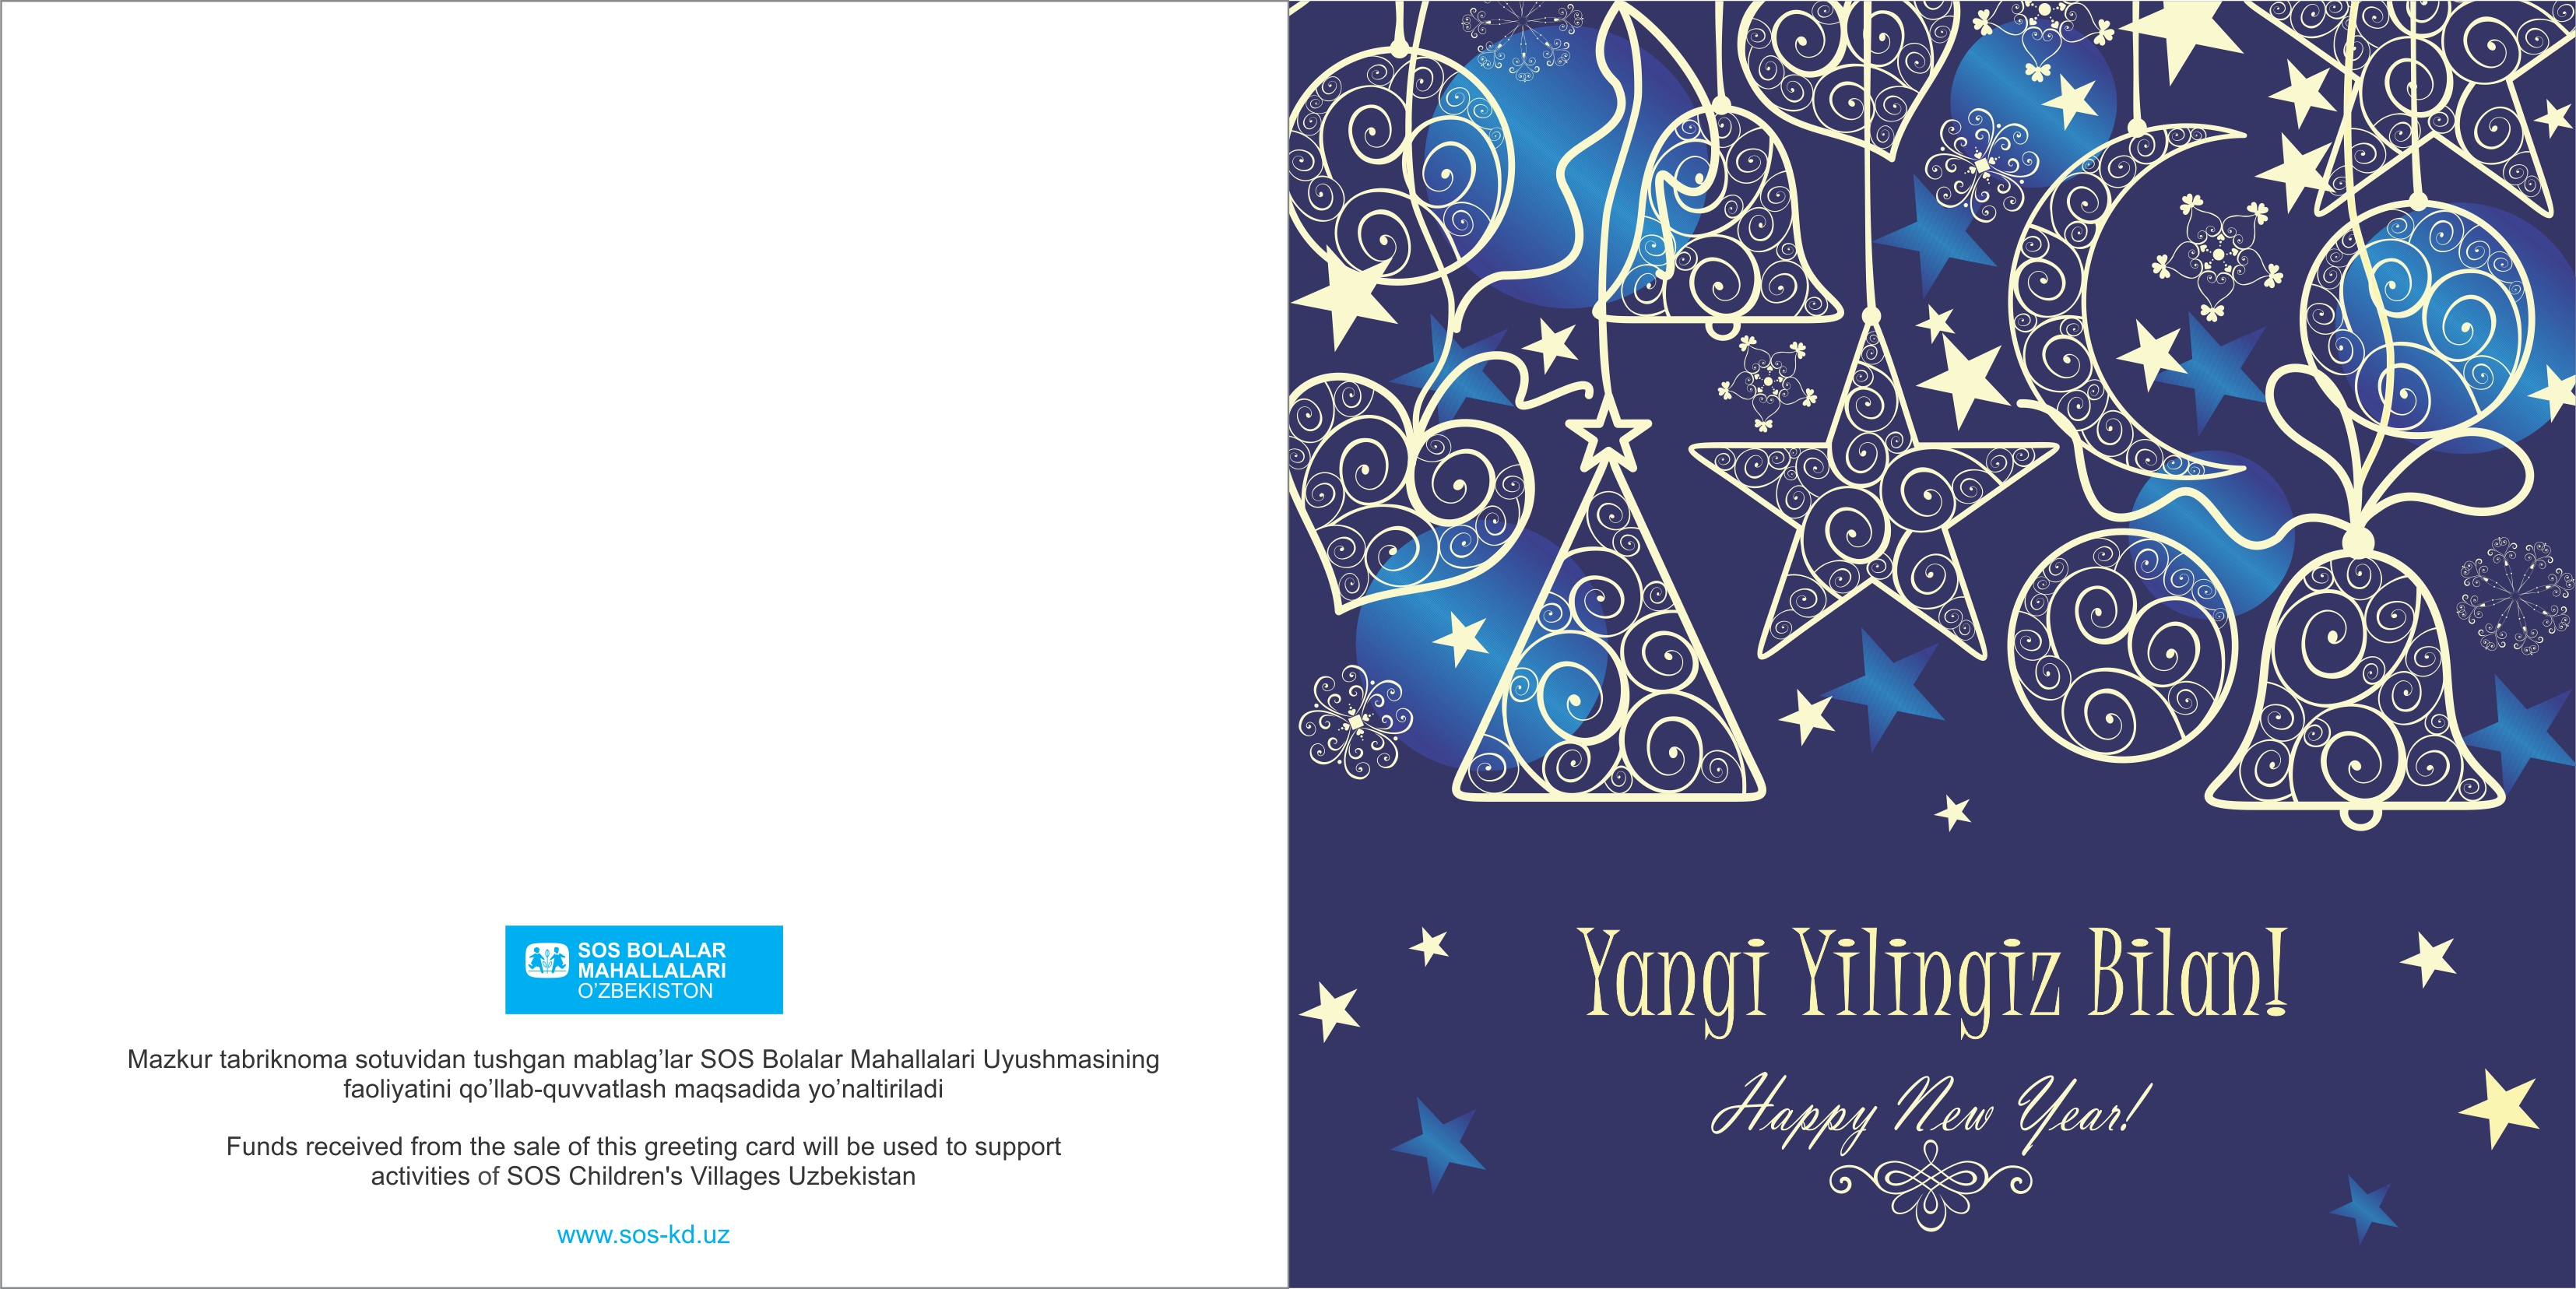 SOS BOLALAR
MAHALLALARI
O’ZBEKISTON
Mazkur tabriknoma sotuvidan tushgan mablag’lar SOS Bolalar Mahallalari Uyushmasining
faoliyatini qo’llab-quvvatlash maqsadida yo’naltiriladi
Funds received from the sale of this greeting card will be used to support
activities of SOS Children's Villages Uzbekistan
www.sos-kd.uz
Yangi Yilingiz Bilan!
Happy New Year!